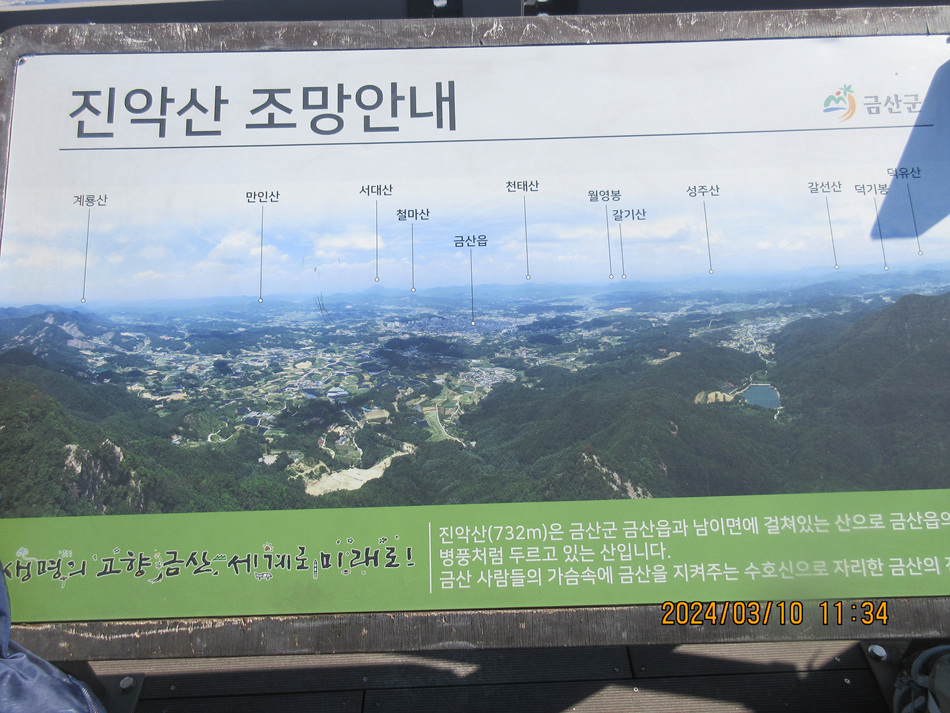 진악산 조망안내
금산군
계룡산
만인산
서대산
철마산
금산읍
천태산
월영봉
갈기산
성주산
갈선산
덕기봉
덕유산
생명의 고향 금산, 세계로! 미래로!
진악산(732m)은 금산군 금산읍과 남이면에 걸쳐있는 산으로 금산읍의
병풍처럼 두르고 있는 산입니다.
금산 사람들의 가슴속에 금산을 지켜주는 수호신으로 자리한 금산의
2024/03/10 11:34